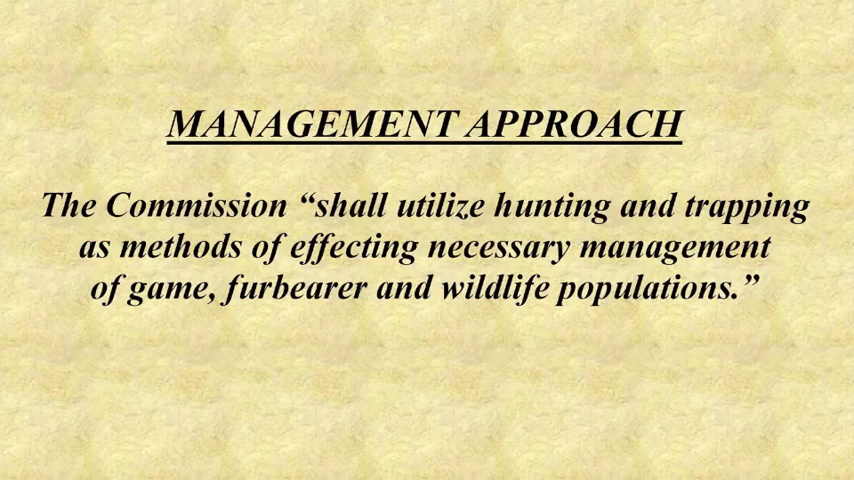 MANAGEMENT APPROACH
The Commission “shall utilize hunting and trapping
as methods of effecting necessary management
of game, furbearer and wildlife populations.”